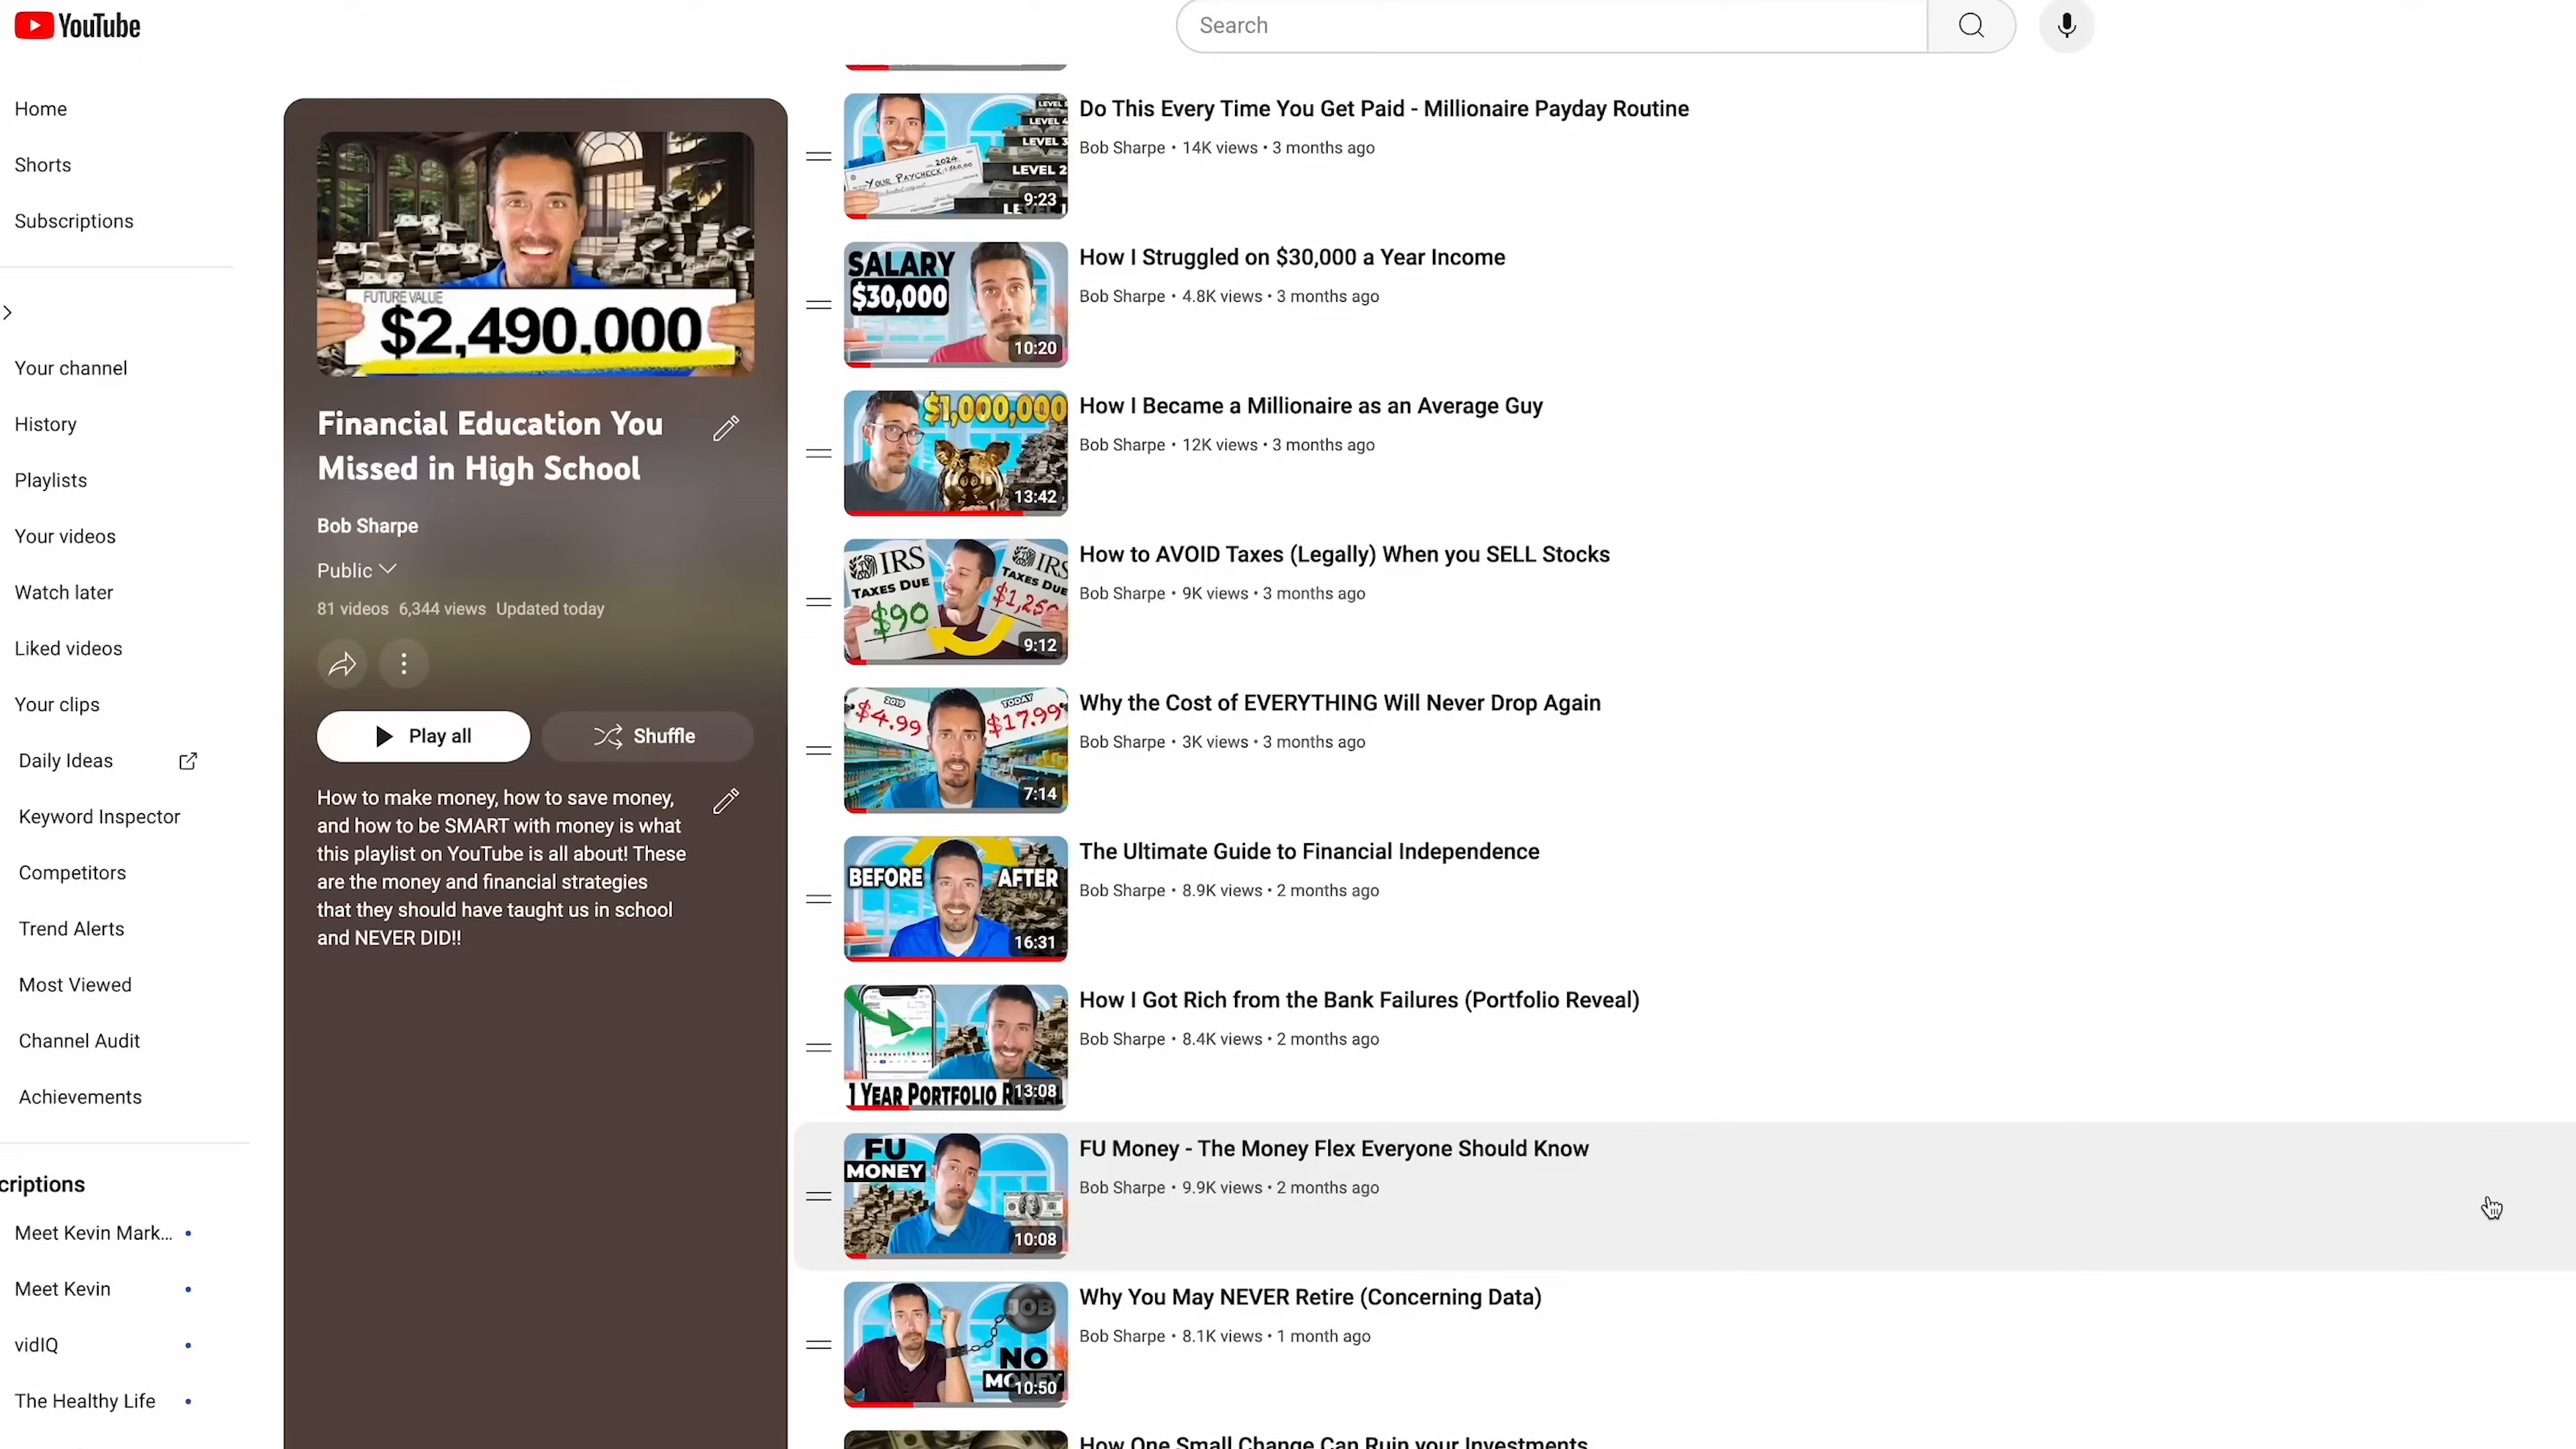 YouTube
Search
Home
Shorts
Subscriptions
Your channel
History
Playlists
Your videos
Watch later
Liked videos
Your clips
Daily Ideas
Keyword Inspector
Competitors
Trend Alerts
Most Viewed
Channel Audit
Achievements
criptions
Meet Kevin Mark...
Meet Kevin
vidIQ
The Healthy Life
FUTURE VALUE
$2,490,000
Financial Education You
Missed in High School
Bob Sharpe
Public
81 videos 6,344 views Updated today
Play all
Shuffle
How to make money, how to save money,
and how to be SMART with money is what
this playlist on YouTube is all about! These
are the money and financial strategies
that they should have taught us in school
and NEVER DID!!
LEVEL 3
LEVEL 2
2024
YOUR PAYCHECK:
9:23
Do This Every Time You Get Paid - Millionaire Payday Routine
Bob Sharpe • 14K views • 3 months ago
SALARY
$30,000
10:20
How I Struggled on $30,000 a Year Income
Bob Sharpe • 4.8K views • 3 months ago
$1,000,000
13:42
How I Became a Millionaire as an Average Guy
Bob Sharpe • 12K views • 3 months ago
IRS
TAXES DUE
$90
IRS
TAXES DUE
$1,250
9:12
How to AVOID Taxes (Legally) When you SELL Stocks
Bob Sharpe • 9K views • 3 months ago
2019
$4.99
TODAY
$17.99
7:14
Why the Cost of EVERYTHING Will Never Drop Again
Bob Sharpe • 3K views • 3 months ago
BEFORE
AFTER
16:31
The Ultimate Guide to Financial Independence
Bob Sharpe • 8.9K views • 2 months ago
1 YEAR PORTFOLIO
13:08
How I Got Rich from the Bank Failures (Portfolio Reveal)
Bob Sharpe • 8.4K views • 2 months ago
FU
MONEY
10:08
FU Money - The Money Flex Everyone Should Know
Bob Sharpe • 9.9K views • 2 months ago
JOB
NO
10:50
Why You May NEVER Retire (Concerning Data)
Bob Sharpe • 8.1K views • 1 month ago
How One Small Change Can Ruin your Investments